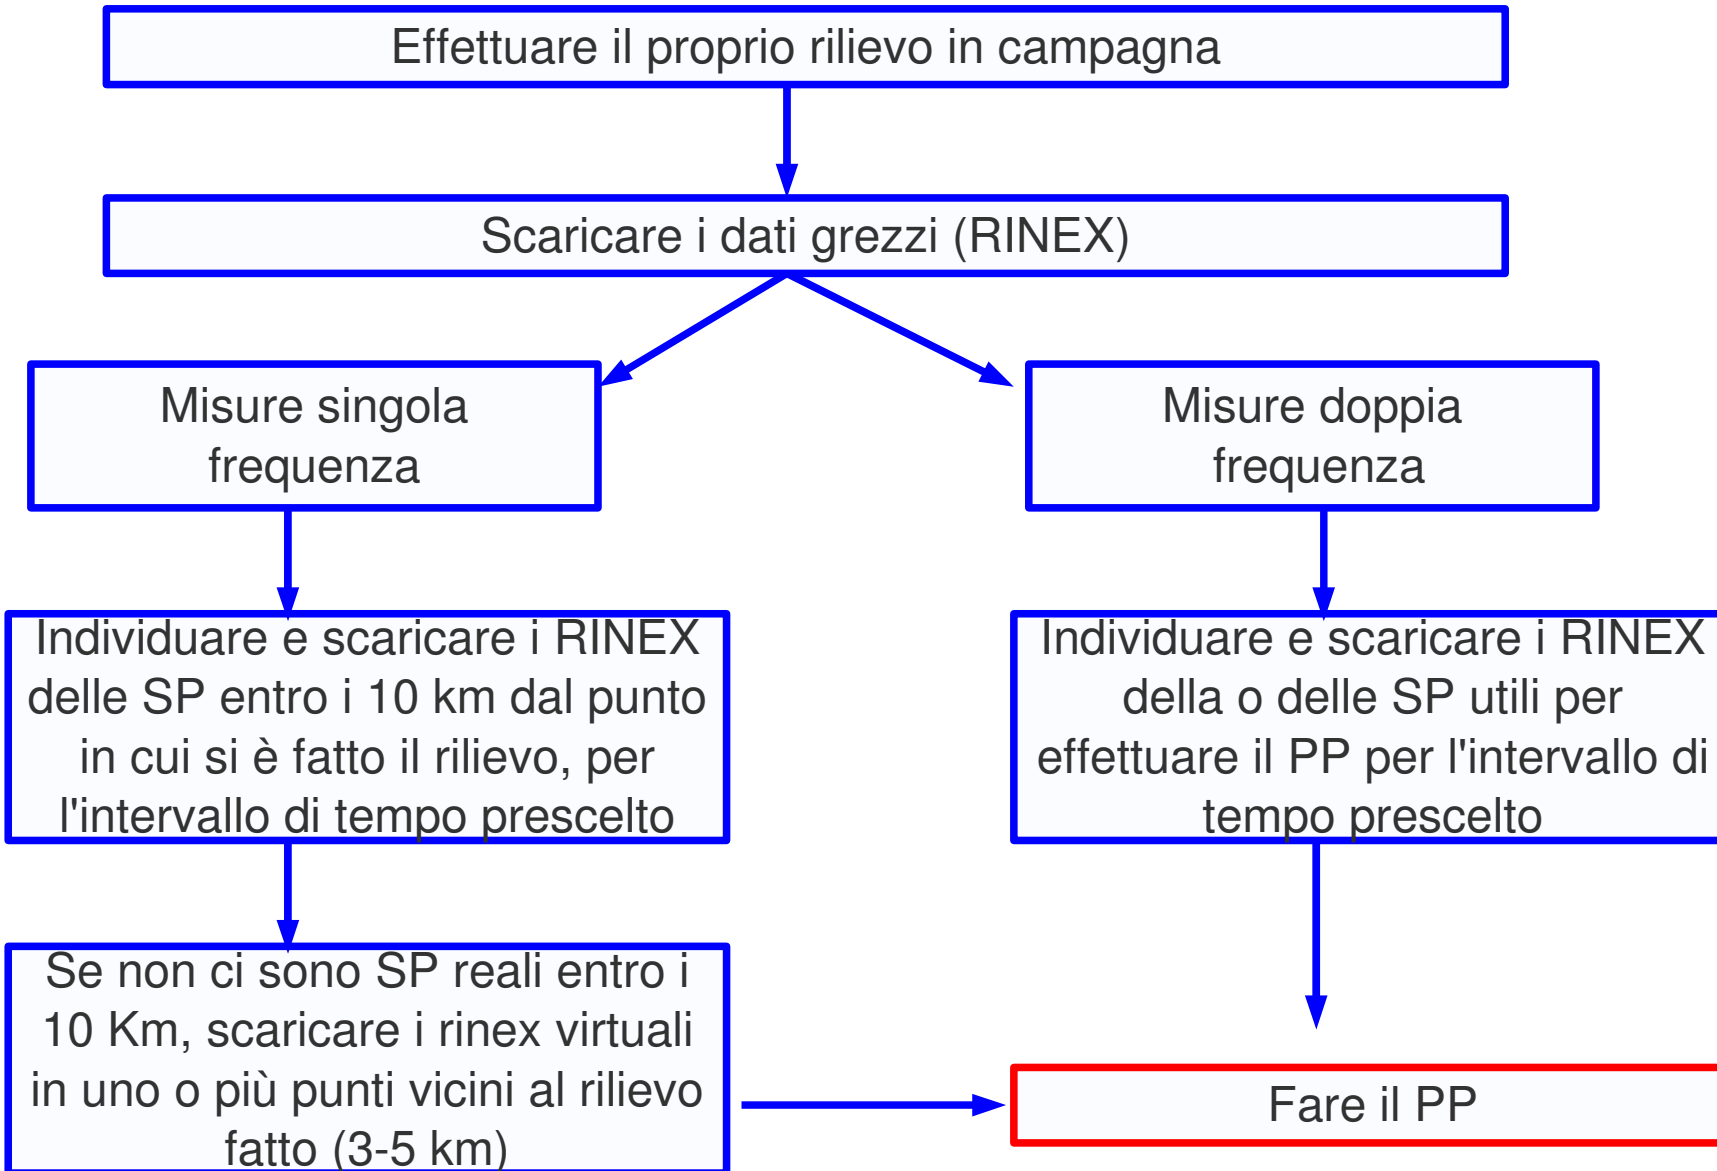 Effettuare il proprio rilievo in campagna
Scaricare i dati grezzi (RINEX)
Misure singola
frequenza
Misure doppia
frequenza
Individuare e scaricare i RINEX
delle SP entro i 10 km dal punto
in cui si è fatto il rilievo, per
l'intervallo di tempo prescelto
Individuare e scaricare i RINEX
della o delle SP utili per
effettuare il PP per l'intervallo di
tempo prescelto
Se non ci sono SP reali entro i
10 Km, scaricare i rinex virtuali
in uno o più punti vicini al rilievo
fatto (3-5 km)
Fare il PP